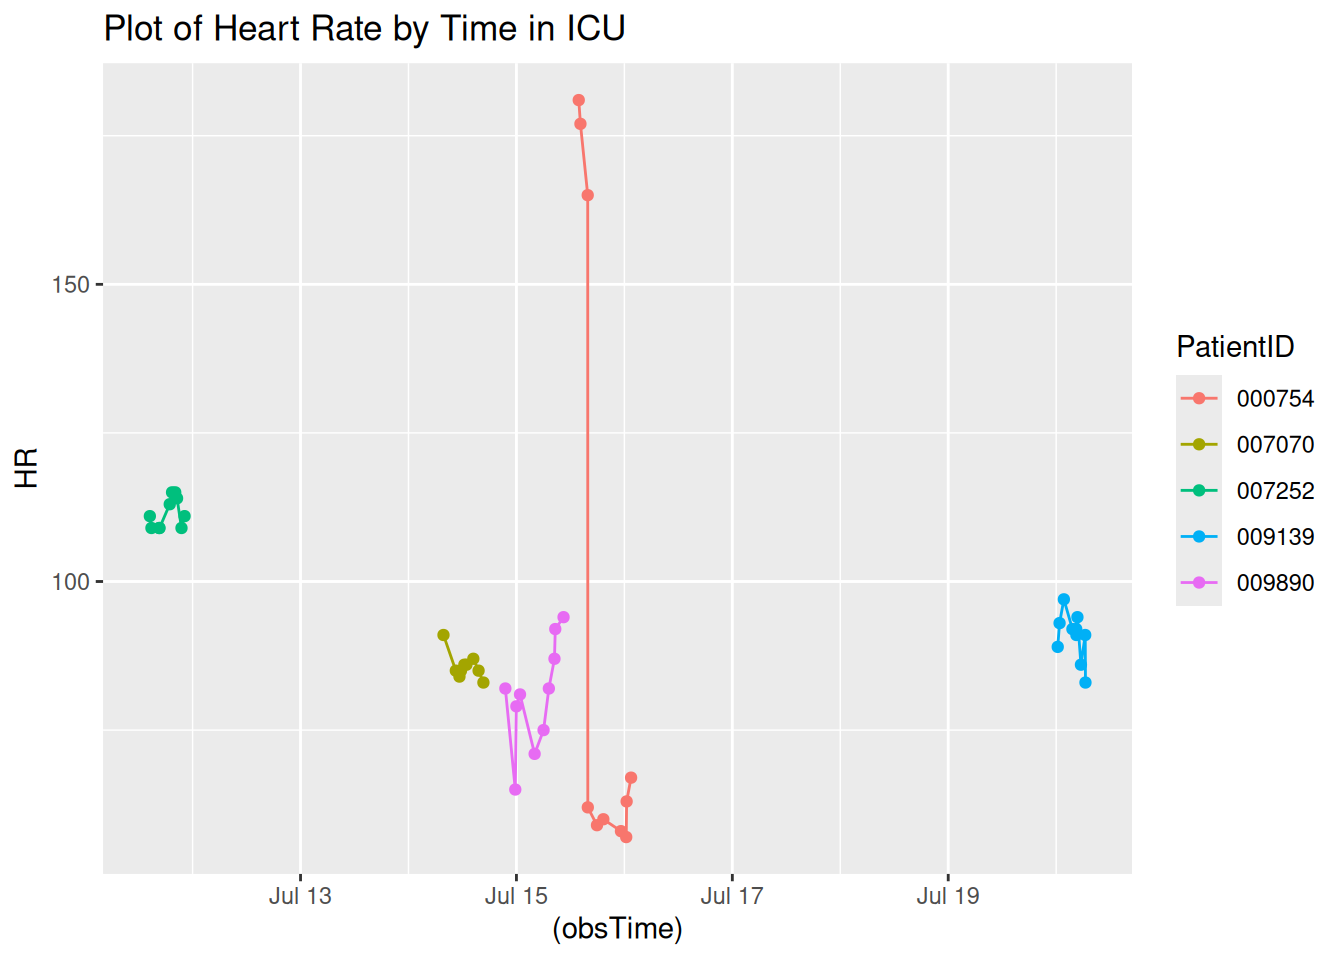 Plot of Heart Rate by Time in ICU
150
100
HR
Jul 13
Jul 15
Jul 17
Jul 19
(obsTime)
PatientID
000754
007070
007252
009139
009890